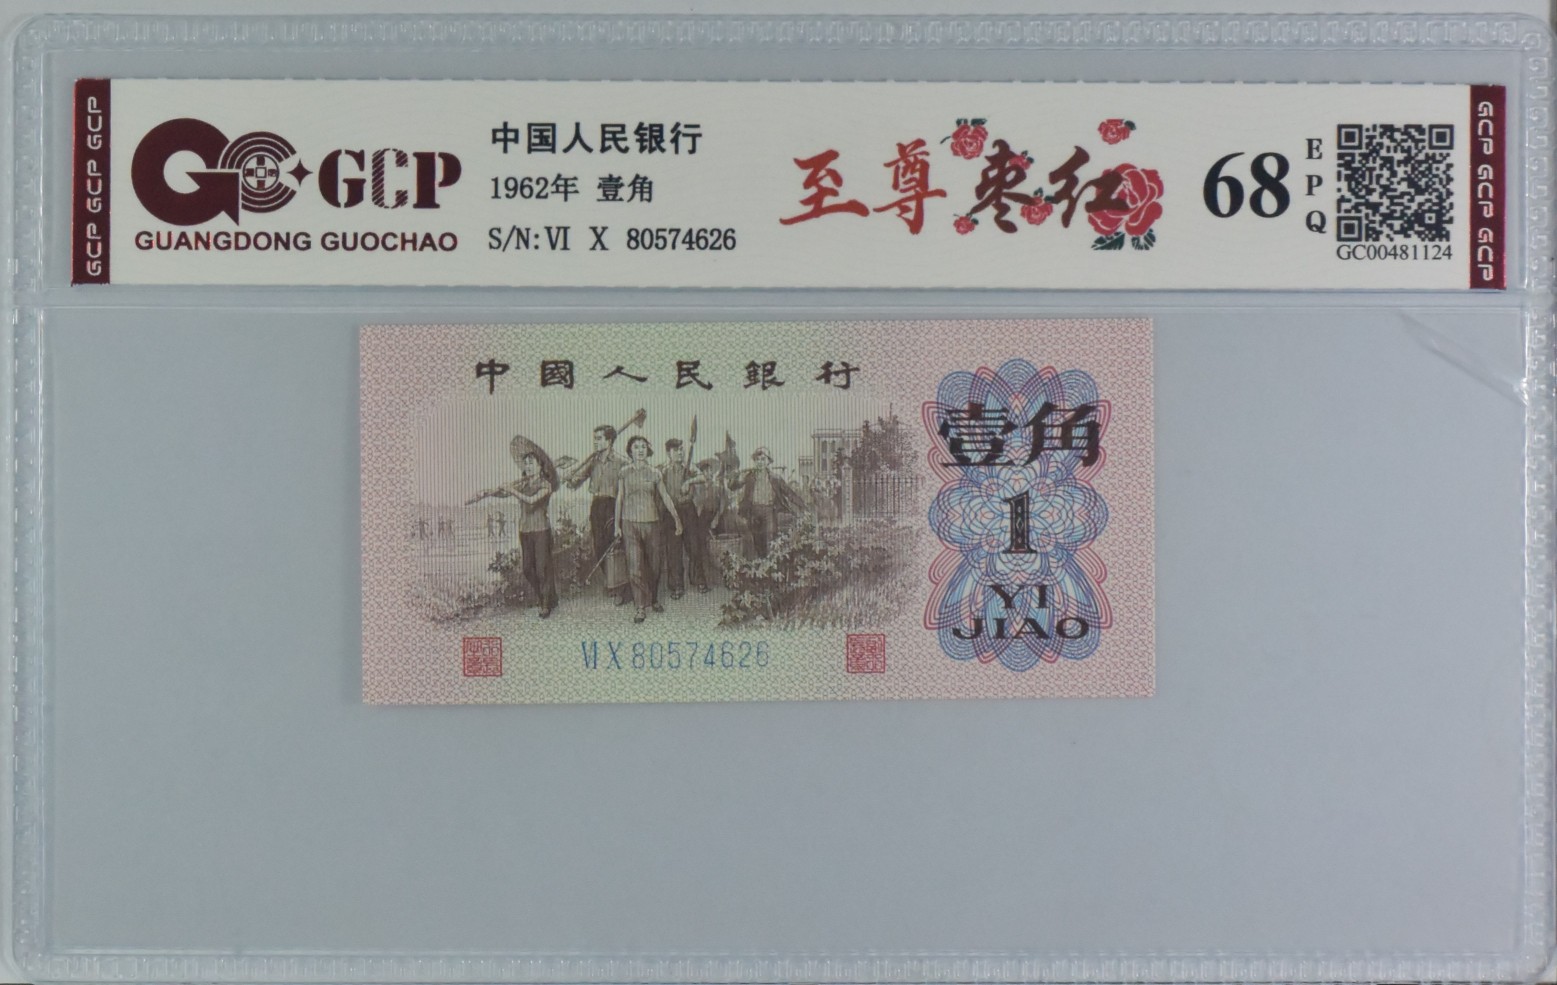 GCP GCP GCP
GCP
GUANGDONG GUOCHAO
中国人民银行
1962年 壹角
S/N: VI X 80574626
至尊枣红
68
EPQ
GC00481124
GCP GCP GCP
中國人民銀行
壹角
1
YI
JIAO
VI X 80574626